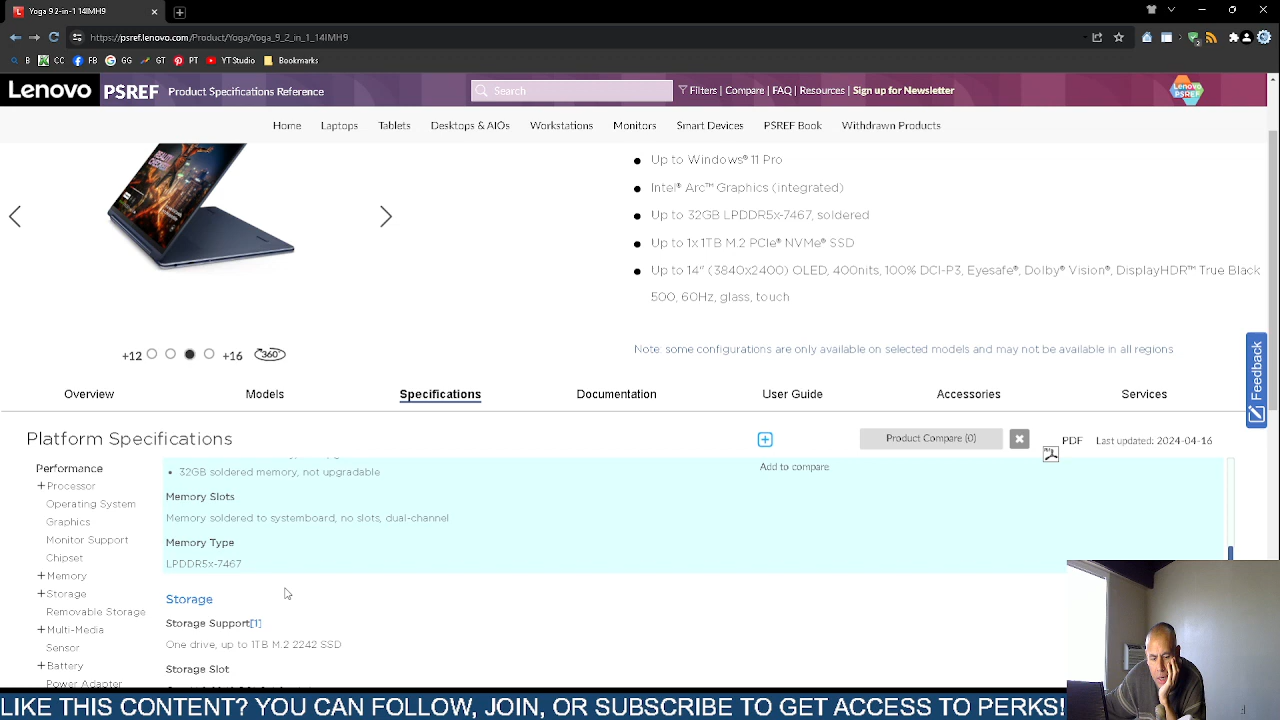 Yoga 9 2-in-1 14IMH9
https://psref.lenovo.com/Product/Yoga/Yoga_9_2_in_1_14IMH9
B CC FB GG GT PT YT Studio Bookmarks
Lenovo PSREF Product Specifications Reference Search Filters | Compare | FAQ | Resources | Sign up for Newsletter
Lenovo PSREF
Home Laptops Tablets Desktops & AIOs Workstations Monitors Smart Devices PSREF Book Withdrawn Products
Up to Windows® 11 Pro
Intel® Arc™ Graphics (integrated)
Up to 32GB LPDDR5x-7467, soldered
Up to 1x 1TB M.2 PCIe® NVMe® SSD
Up to 14" (3840x2400) OLED, 400nits, 100% DCI-P3, Eyesafe®, Dolby® Vision®, DisplayHDR™ True Black
500, 60Hz, glass, touch
+12 +16 360°
Note: some configurations are only available on selected models and may not be available in all regions
Feedback
Overview Models Specifications Documentation User Guide Accessories Services
Platform Specifications
Add to compare
Product Compare (0)
PDF Last updated: 2024-04-16
Performance
Processor
Operating System
Graphics
Monitor Support
Chipset
Memory
Storage
Removable Storage
Multi-Media
Sensor
Battery
Power Adapter
• 32GB soldered memory, not upgradable
Memory Slots
Memory soldered to systemboard, no slots, dual-channel
Memory Type
LPDDR5x-7467
Storage
Storage Support[1]
One drive, up to 1TB M.2 2242 SSD
Storage Slot
LIKE THIS CONTENT? YOU CAN FOLLOW, JOIN, OR SUBSCRIBE TO GET ACCESS TO PERKS!